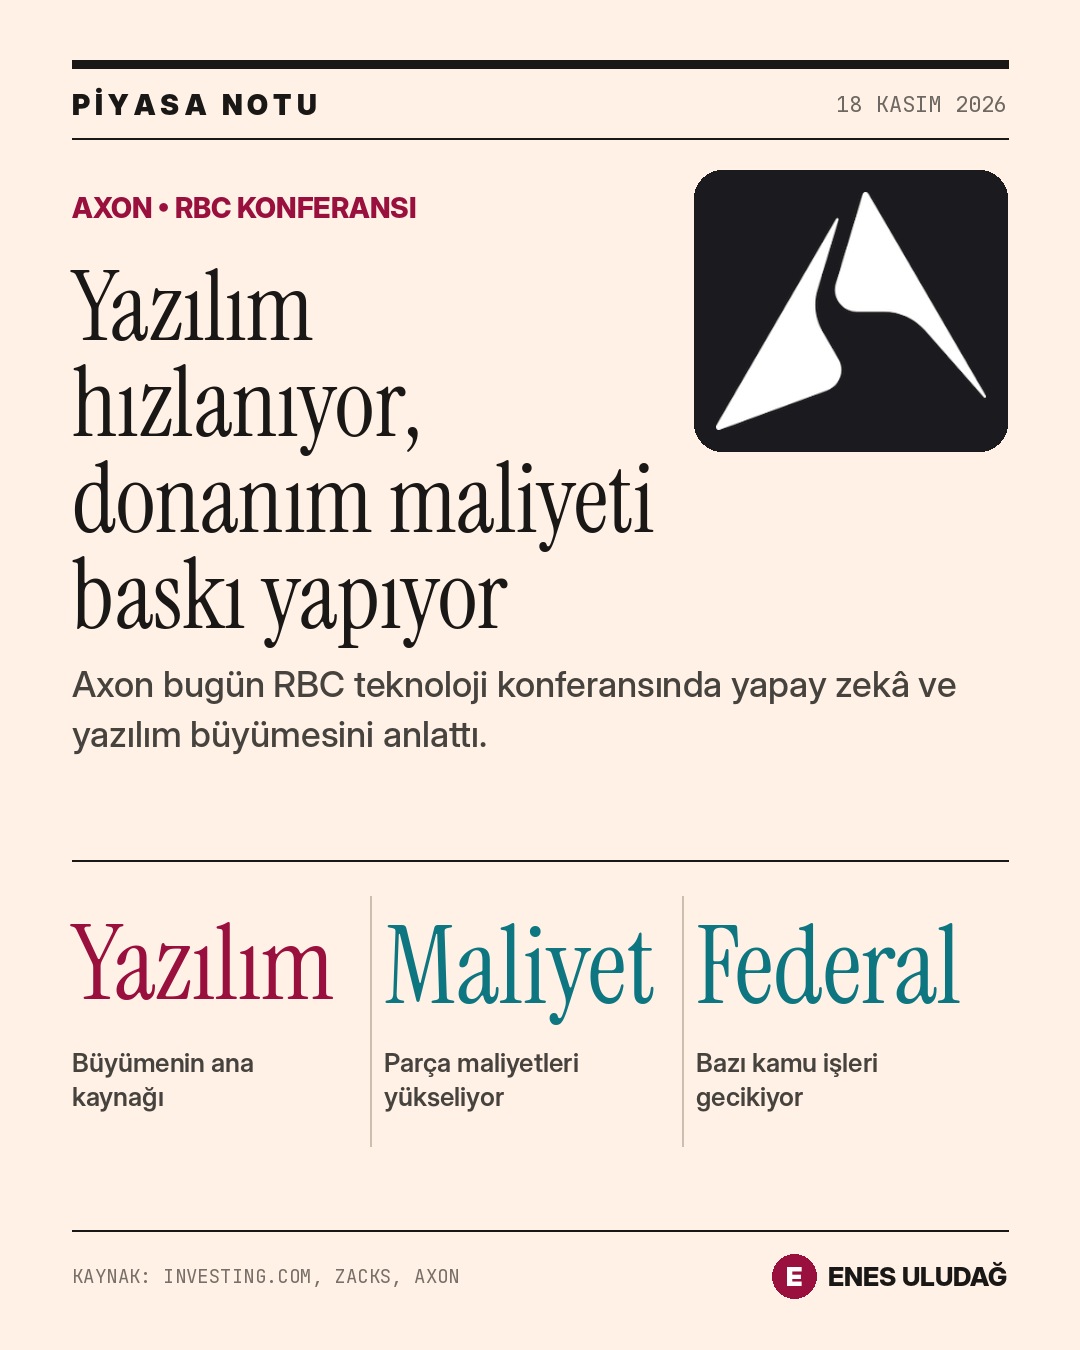 PİYASA NOTU
18 KASIM 2026
AXON • RBC KONFERANSI
Yazılım
hızlanıyor,
donanım maliyeti
baskı yapıyor
Axon bugün RBC teknoloji konferansında yapay zekâ ve
yazılım büyümesini anlattı.
Yazılım
Büyümenin ana
kaynağı
Maliyet
Parça maliyetleri
yükseliyor
Federal
Bazı kamu işleri
gecikiyor
KAYNAK: INVESTING.COM, ZACKS, AXON
E ENES ULUDAĞ